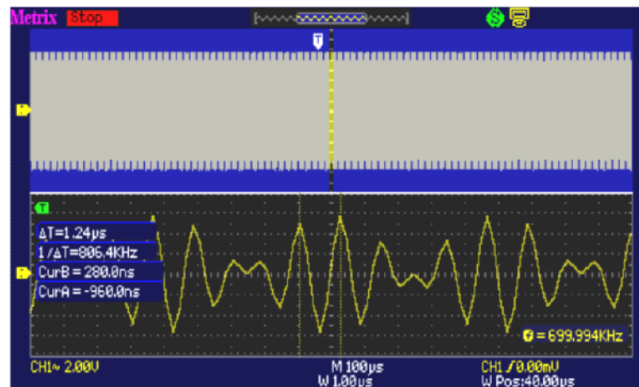 Metrix Stop
T
T
ΔT=1.24μs
1/ΔT=806.4KHz
CurB=280.0ns
CurA=-960.0ns
f=699.994KHz
CH1~ 2.00V M 100μs CH1 /0.00mV
W 1.00μs W Pos:40.00μs